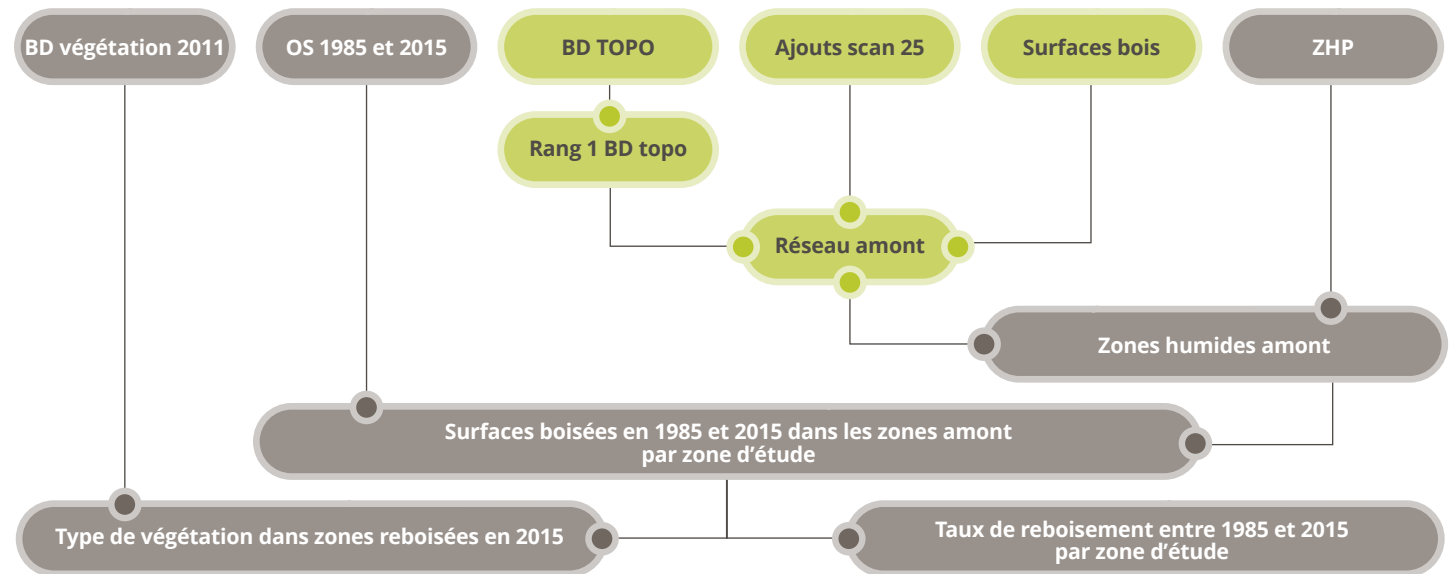 BD végétation 2011
OS 1985 et 2015
BD TOPO
Ajouts scan 25
Surfaces bois
ZHP
Rang 1 BD topo
Réseau amont
Zones humides amont
Surfaces boisées en 1985 et 2015 dans les zones amont
par zone d’étude
Type de végétation dans zones reboisées en 2015
Taux de reboisement entre 1985 et 2015
par zone d’étude